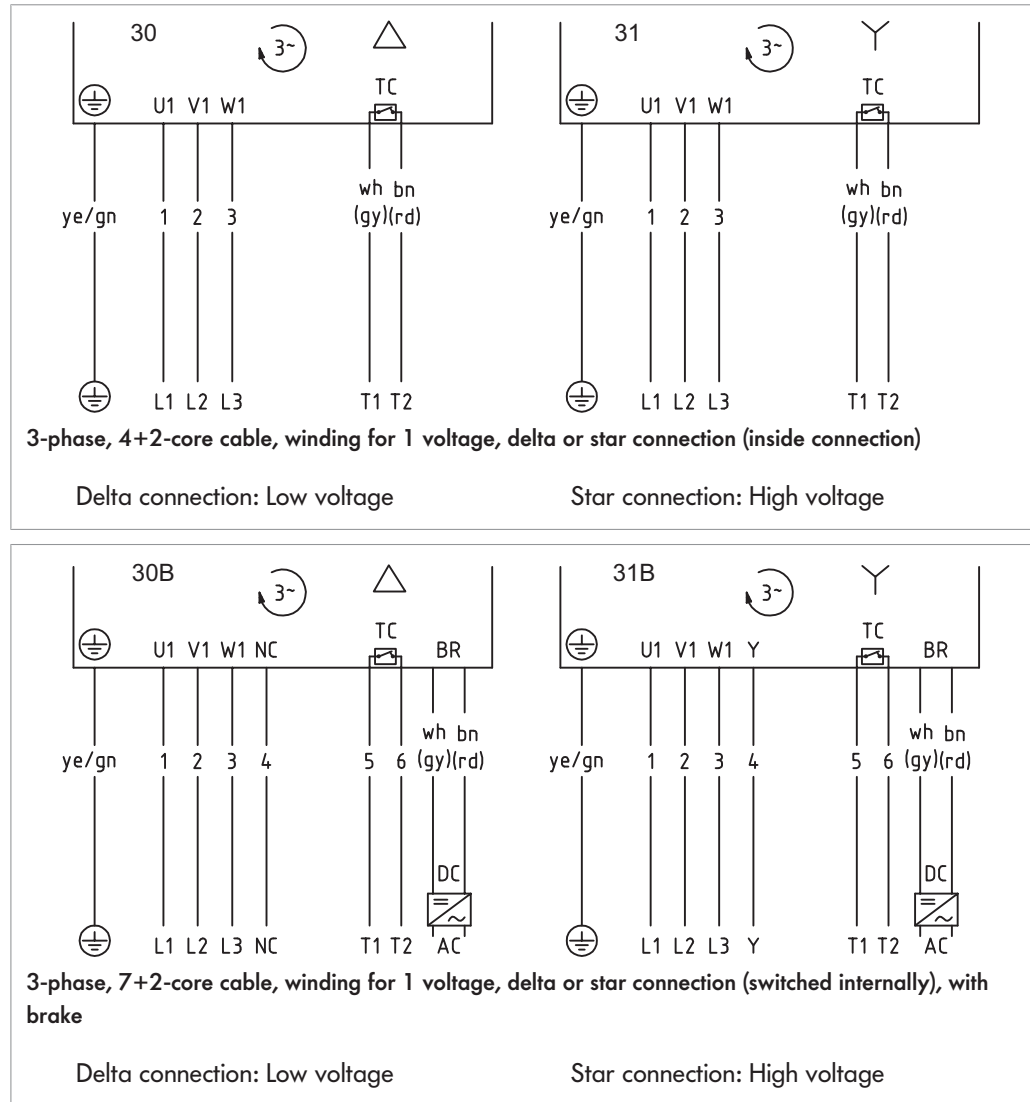 30 3~ 31 3~
TC TC
U1 V1 W1 U1 V1 W1
wh bn wh bn
ye/gn 1 2 3 (gy)(rd) ye/gn 1 2 3 (gy)(rd)
L1 L2 L3 T1 T2 L1 L2 L3 T1 T2
3-phase, 4+2-core cable, winding for 1 voltage, delta or star connection (inside connection)
Delta connection: Low voltage Star connection: High voltage
30B 3~ 31B 3~
TC TC
U1 V1 W1 NC BR U1 V1 W1 Y BR
wh bn wh bn
ye/gn 1 2 3 4 5 6 (gy)(rd) ye/gn 1 2 3 4 5 6 (gy)(rd)
DC DC
L1 L2 L3 NC T1 T2 AC L1 L2 L3 Y T1 T2 AC
3-phase, 7+2-core cable, winding for 1 voltage, delta or star connection (switched internally), with
brake
Delta connection: Low voltage Star connection: High voltage